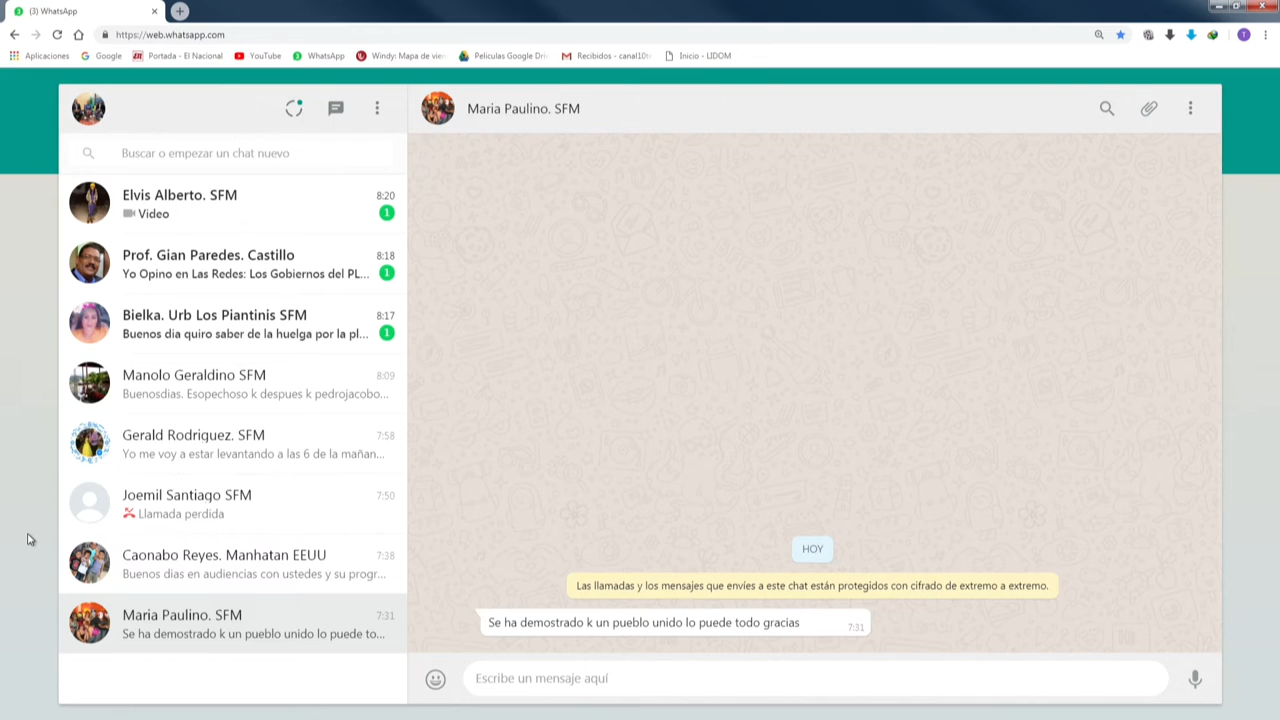 (3) WhatsApp
https://web.whatsapp.com
Aplicaciones
Google
Portada - El Nacional
YouTube
WhatsApp
Windy: Mapa de vien
Peliculas Google Driv
Recibidos - canal10t
Inicio - LIDOM
T
Maria Paulino. SFM
Buscar o empezar un chat nuevo
Elvis Alberto. SFM
8:20
Video
1
Prof. Gian Paredes. Castillo
8:18
Yo Opino en Las Redes: Los Gobiernos del PL...
1
Bielka. Urb Los Piantinis SFM
8:17
Buenos dia quiro saber de la huelga por la pl...
1
Manolo Geraldino SFM
8:09
Buenosdias. Esopechoso k despues k pedrojacobo...
Gerald Rodriguez. SFM
7:58
Yo me voy a estar levantando a las 6 de la mañan...
Joemil Santiago SFM
7:50
Llamada perdida
Caonabo Reyes. Manhatan EEUU
7:38
Buenos dias en audiencias con ustedes y su progr...
Maria Paulino. SFM
7:31
Se ha demostrado k un pueblo unido lo puede to...
HOY
Las llamadas y los mensajes que envíes a este chat están protegidos con cifrado de extremo a extremo.
Se ha demostrado k un pueblo unido lo puede todo gracias
7:31
Escribe un mensaje aquí